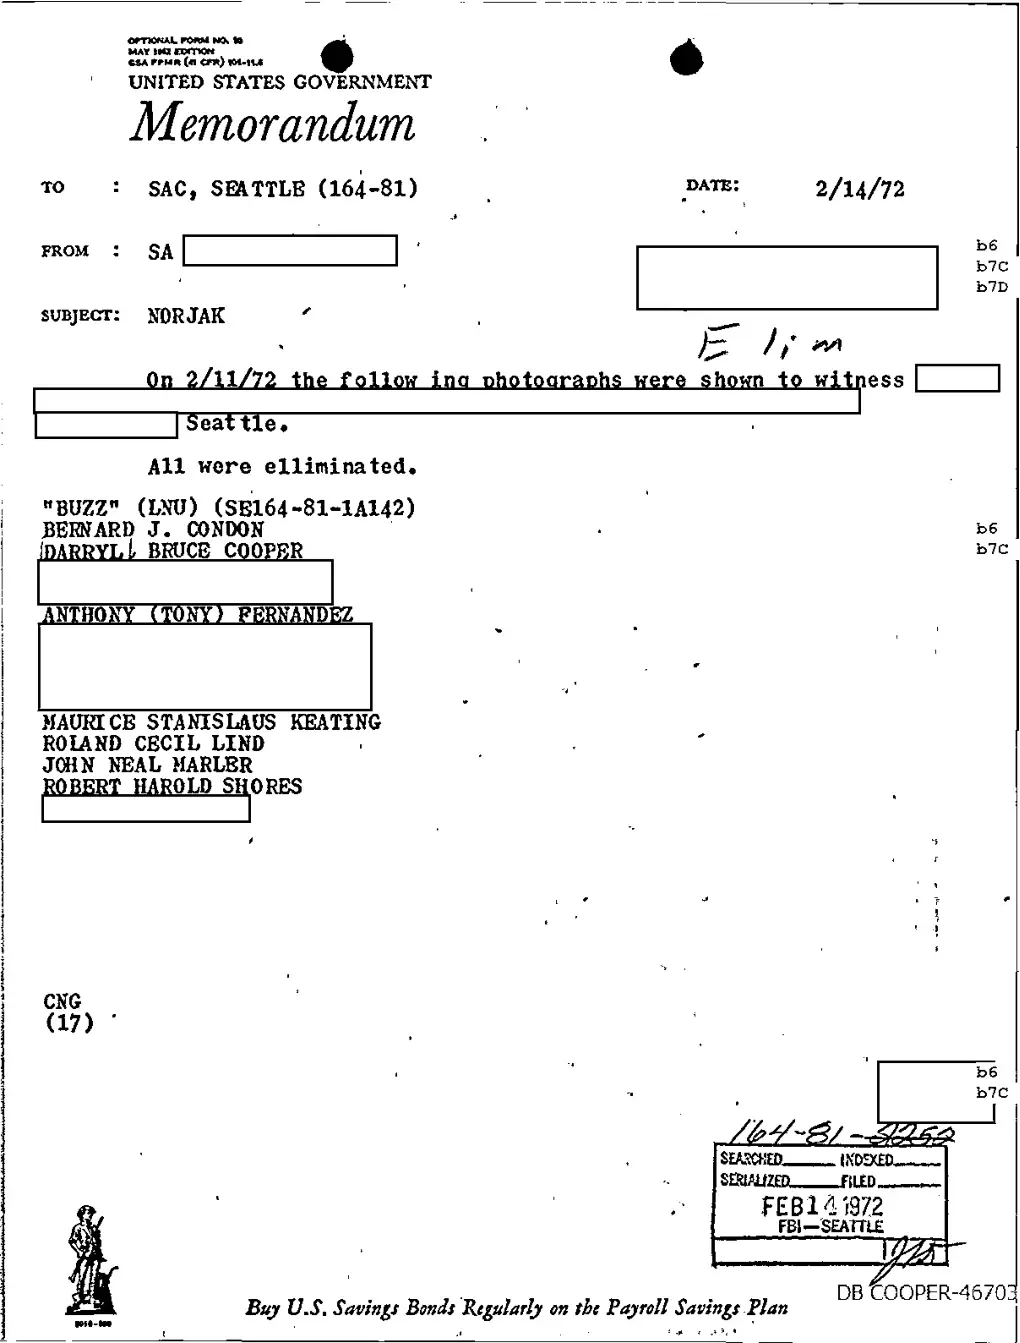 OPTIONAL FORM NO. 10
MAY 1962 EDITION
GSA FPMR (41 CFR) 101-11.6
UNITED STATES GOVERNMENT
Memorandum
TO : SAC, SEATTLE (164-81)
DATE: 2/14/72
FROM : SA
b6
b7C
b7D
SUBJECT: NORJAK
Elim
On 2/11/72 the following photographs were shown to witness
Seattle.
All were elliminated.
"BUZZ" (LNU) (SE164-81-1A142)
BERNARD J. CONDON
b6
DARRYL BRUCE COOPER
b7C
ANTHONY (TONY) FERNANDEZ
MAURICE STANISLAUS KEATING
ROLAND CECIL LIND
JOHN NEAL MARLER
ROBERT HAROLD SHORES
CNG
(17)
b6
b7C
164-81-2252
SEARCHED INDEXED
SERIALIZED FILED
FEB 14 1972
FBI—SEATTLE
DB COOPER-46703
Buy U.S. Savings Bonds Regularly on the Payroll Savings Plan